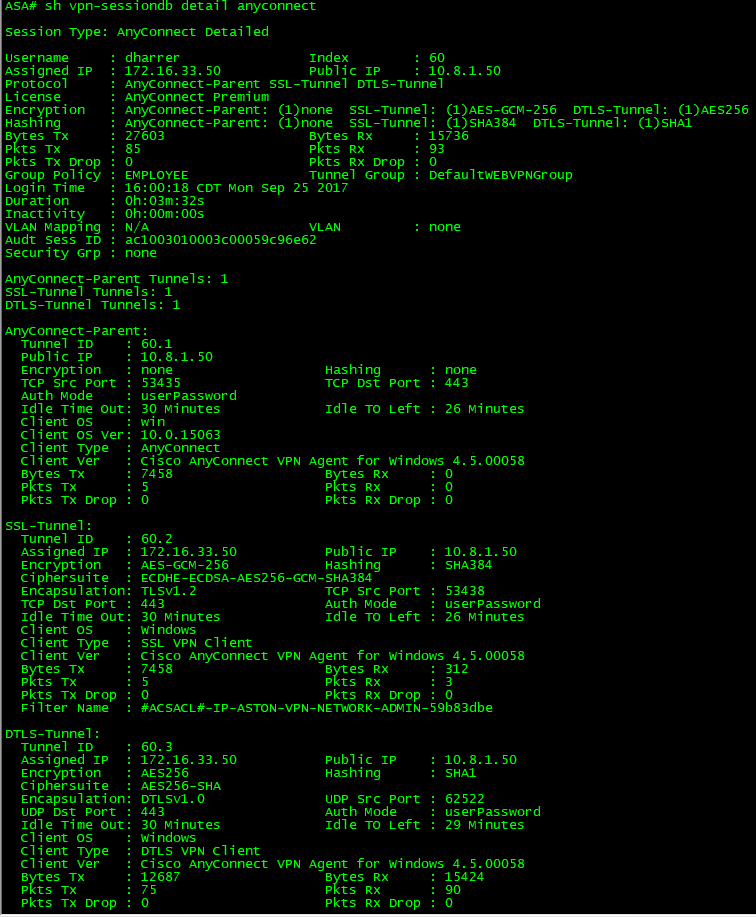 ASA# sh vpn-sessiondb detail anyconnect
Session Type: AnyConnect Detailed
Username     : dharrer                Index        : 60
Assigned IP  : 172.16.33.50           Public IP    : 10.8.1.50
Protocol     : AnyConnect-Parent SSL-Tunnel DTLS-Tunnel
License      : AnyConnect Premium
Encryption   : AnyConnect-Parent: (1)none  SSL-Tunnel: (1)AES-GCM-256  DTLS-Tunnel: (1)AES256
Hashing      : AnyConnect-Parent: (1)none  SSL-Tunnel: (1)SHA384  DTLS-Tunnel: (1)SHA1
Bytes Tx     : 27603                  Bytes Rx     : 15736
Pkts Tx      : 85                     Pkts Rx      : 93
Pkts Tx Drop : 0                      Pkts Rx Drop : 0
Group Policy : EMPLOYEE               Tunnel Group : DefaultWEBVPNGroup
Login Time   : 16:00:18 CDT Mon Sep 25 2017
Duration     : 0h:03m:32s
Inactivity   : 0h:00m:00s
VLAN Mapping : N/A                    VLAN         : none
Audt Sess ID : ac1003010003c00059c96e62
Security Grp : none
AnyConnect-Parent Tunnels: 1
SSL-Tunnel Tunnels: 1
DTLS-Tunnel Tunnels: 1
AnyConnect-Parent:
  Tunnel ID    : 60.1
  Public IP    : 10.8.1.50
  Encryption   : none                   Hashing      : none
  TCP Src Port : 53435                  TCP Dst Port : 443
  Auth Mode    : userPassword
  Idle Time Out: 30 Minutes             Idle TO Left : 26 Minutes
  Client OS    : win
  Client OS Ver: 10.0.15063
  Client Type  : AnyConnect
  Client Ver   : Cisco AnyConnect VPN Agent for Windows 4.5.00058
  Bytes Tx     : 7458                   Bytes Rx     : 0
  Pkts Tx      : 5                      Pkts Rx      : 0
  Pkts Tx Drop : 0                      Pkts Rx Drop : 0
SSL-Tunnel:
  Tunnel ID    : 60.2
  Assigned IP  : 172.16.33.50           Public IP    : 10.8.1.50
  Encryption   : AES-GCM-256            Hashing      : SHA384
  Ciphersuite  : ECDHE-ECDSA-AES256-GCM-SHA384
  Encapsulation: TLSv1.2                TCP Src Port : 53438
  TCP Dst Port : 443                    Auth Mode    : userPassword
  Idle Time Out: 30 Minutes             Idle TO Left : 26 Minutes
  Client OS    : Windows
  Client Type  : SSL VPN Client
  Client Ver   : Cisco AnyConnect VPN Agent for Windows 4.5.00058
  Bytes Tx     : 7458                   Bytes Rx     : 312
  Pkts Tx      : 5                      Pkts Rx      : 3
  Pkts Tx Drop : 0                      Pkts Rx Drop : 0
  Filter Name  : #ACSACL#-IP-ASTON-VPN-NETWORK-ADMIN-59b83dbe
DTLS-Tunnel:
  Tunnel ID    : 60.3
  Assigned IP  : 172.16.33.50           Public IP    : 10.8.1.50
  Encryption   : AES256                 Hashing      : SHA1
  Ciphersuite  : AES256-SHA
  Encapsulation: DTLSv1.0               UDP Src Port : 62522
  UDP Dst Port : 443                    Auth Mode    : userPassword
  Idle Time Out: 30 Minutes             Idle TO Left : 29 Minutes
  Client OS    : Windows
  Client Type  : DTLS VPN Client
  Client Ver   : Cisco AnyConnect VPN Agent for Windows 4.5.00058
  Bytes Tx     : 12687                  Bytes Rx     : 15424
  Pkts Tx      : 75                     Pkts Rx      : 90
  Pkts Tx Drop : 0                      Pkts Rx Drop : 0